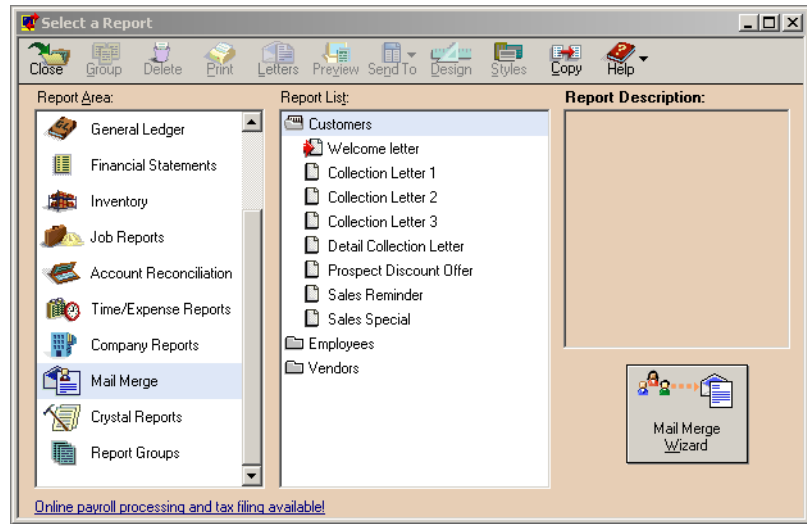 Select a Report
Close Group Delete Print Letters Preview Send To Design Styles Copy Help
Report Area:
General Ledger
Financial Statements
Inventory
Job Reports
Account Reconciliation
Time/Expense Reports
Company Reports
Mail Merge
Crystal Reports
Report Groups
Report List:
Customers
Welcome letter
Collection Letter 1
Collection Letter 2
Collection Letter 3
Detail Collection Letter
Prospect Discount Offer
Sales Reminder
Sales Special
Employees
Vendors
Report Description:
Mail Merge
Wizard
Online payroll processing and tax filing available!